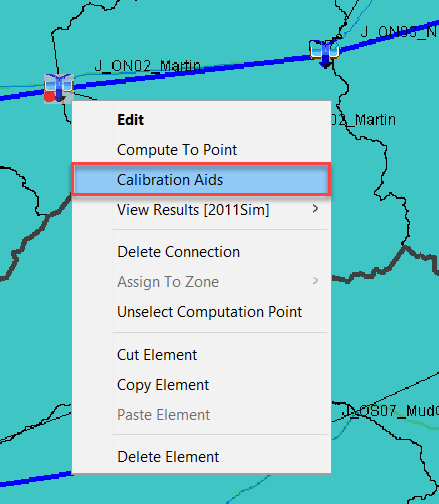 J_ON03_N
J_ON02_Martin
02_Martin
Edit
Compute To Point
Calibration Aids
View Results [2011Sim]
Delete Connection
Assign To Zone
Unselect Computation Point
Cut Element
Copy Element
Paste Element
J_OS07_Mud
Delete Element